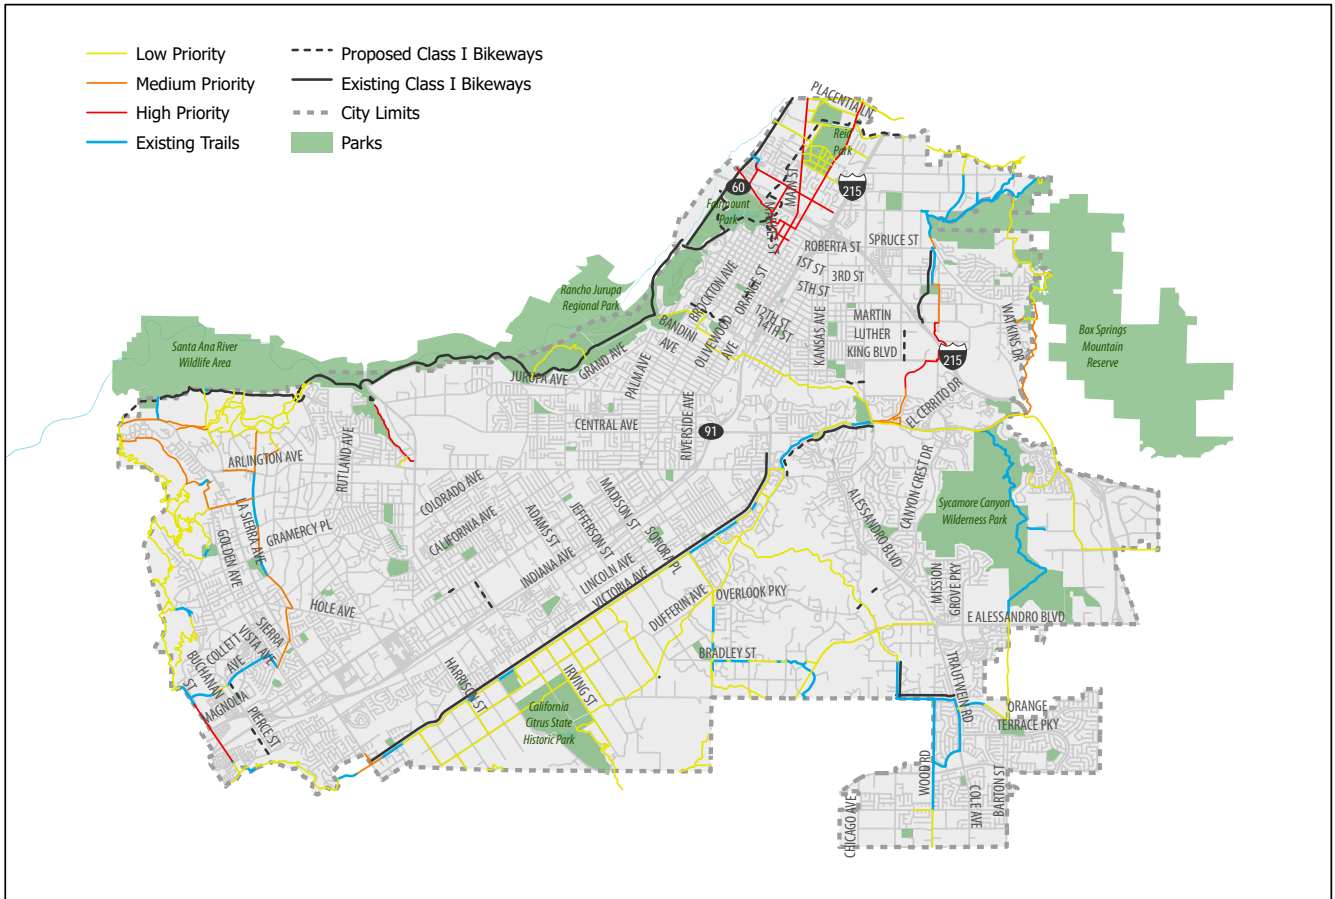 Low Priority
Medium Priority
High Priority
Existing Trails
Proposed Class I Bikeways
Existing Class I Bikeways
City Limits
Parks
PLACENTIA LN
Reid
Park
MAIN ST
215
60
Fairmount
Park
MARKET ST
ROBERTA ST
SPRUCE ST
1ST ST
3RD ST
5TH ST
BROCKTON AVE
ORANGE ST
12TH ST
14TH ST
KANSAS AVE
MARTIN
LUTHER
KING BLVD
WATKINS DR
Box Springs
Mountain
Reserve
Rancho Jurupa
Regional Park
BANDINI
AVE
OLIVEWOOD
AVE
Santa Ana River
Wildlife Area
JURUPA AVE
GRAND AVE
PALM AVE
215
EL CERRITO DR
CENTRAL AVE
RIVERSIDE AVE
91
ARLINGTON AVE
RUTLAND AVE
CANYON CREST DR
COLORADO AVE
CALIFORNIA AVE
MADISON ST
JEFFERSON ST
ADAMS ST
ALESSANDRO BLVD
Sycamore Canyon
Wilderness Park
LA SIERRA AVE
GRAMERCY PL
GOLDEN AVE
SONORA PL
INDIANA AVE
LINCOLN AVE
VICTORIA AVE
DUFFERIN AVE
OVERLOOK PKY
MISSION
GROVE PKY
HOLE AVE
E ALESSANDRO BLVD
SIERRA
VISTA AVE
COLLETT
AVE
BUCHANAN
ST
MAGNOLIA
PIERCE ST
HARRISON ST
IRVING ST
BRADLEY ST
TRAUTWEIN RD
California
Citrus State
Historic Park
ORANGE
TERRACE PKY
WOOD RD
COLE AVE
BARTON ST
CHICAGO AVE